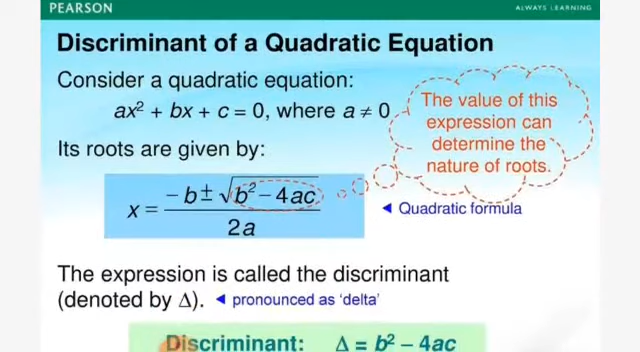 PEARSON
ALWAYS LEARNING
Discriminant of a Quadratic Equation
Consider a quadratic equation:
ax² + bx + c = 0, where a ≠ 0
The value of this
expression can
determine the
nature of roots.
Its roots are given by:
x = (−b ± √(b² − 4ac)) / 2a
◄ Quadratic formula
The expression is called the discriminant
(denoted by Δ). ◄ pronounced as ‘delta’
Discriminant: Δ = b² − 4ac